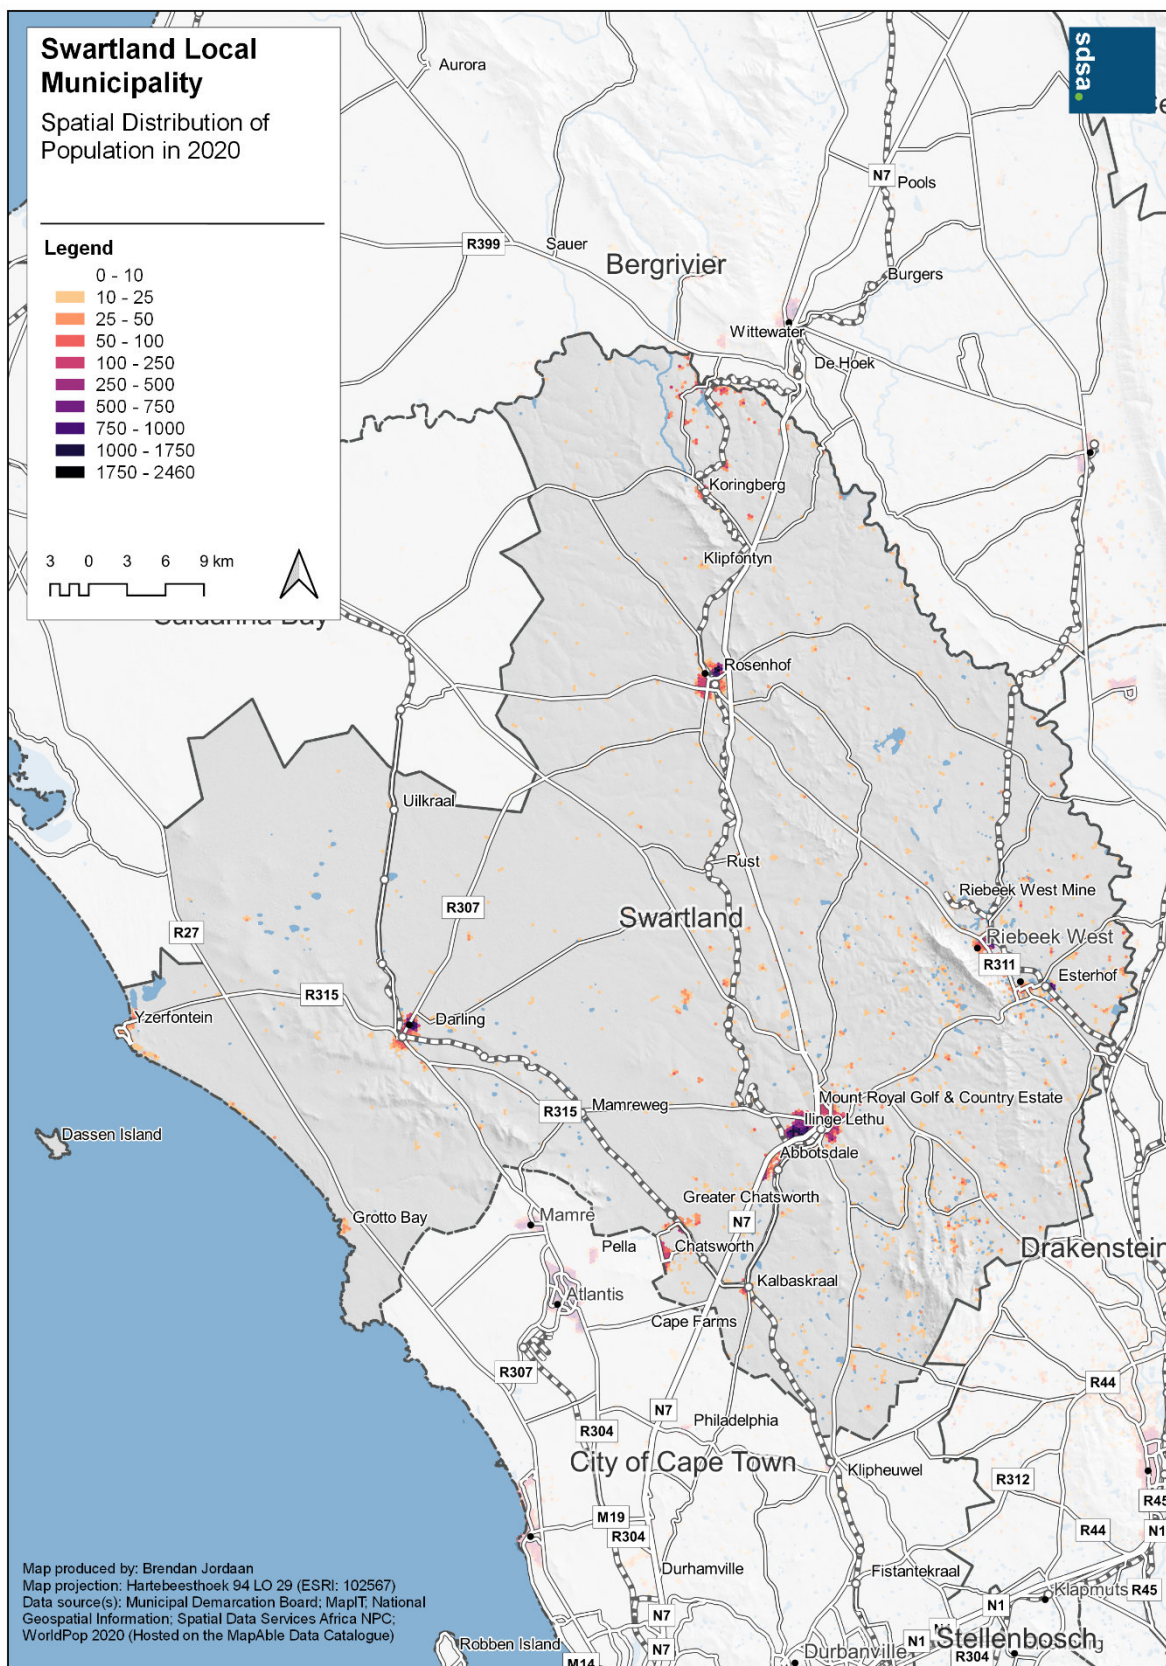 Swartland Local
Municipality
Spatial Distribution of
Population in 2020
Legend
0 - 10
10 - 25
25 - 50
50 - 100
100 - 250
250 - 500
500 - 750
750 - 1000
1000 - 1750
1750 - 2460
3 0 3 6 9 km
sdsa
Aurora
N7
Pools
R399
Sauer
Bergrivier
Burgers
Wittewater
De Hoek
Koringberg
Klipfontyn
Saldanha Bay
Rosenhof
Uilkraal
Rust
R307
Swartland
Riebeek West Mine
R27
Riebeek West
R311
Esterhof
R315
Yzerfontein
Darling
Mount Royal Golf & Country Estate
R315
Mamreweg
Ilinge Lethu
Dassen Island
Abbotsdale
Greater Chatsworth
Grotto Bay
Mamre
N7
Pella
Chatsworth
Drakenstein
Kalbaskraal
Atlantis
Cape Farms
R307
R44
N7
Philadelphia
R304
City of Cape Town
Klipheuwel
R312
R45
M19
R304
R44
N1
Durhamville
Fistantekraal
Klapmuts
R45
N7
N1
Robben Island
N7
Durbanville
N1
Stellenbosch
R304
M14
Map produced by: Brendan Jordaan
Map projection: Hartebeesthoek 94 LO 29 (ESRI: 102567)
Data source(s): Municipal Demarcation Board; MapIT; National
Geospatial Information; Spatial Data Services Africa NPC;
WorldPop 2020 (Hosted on the MapAble Data Catalogue)